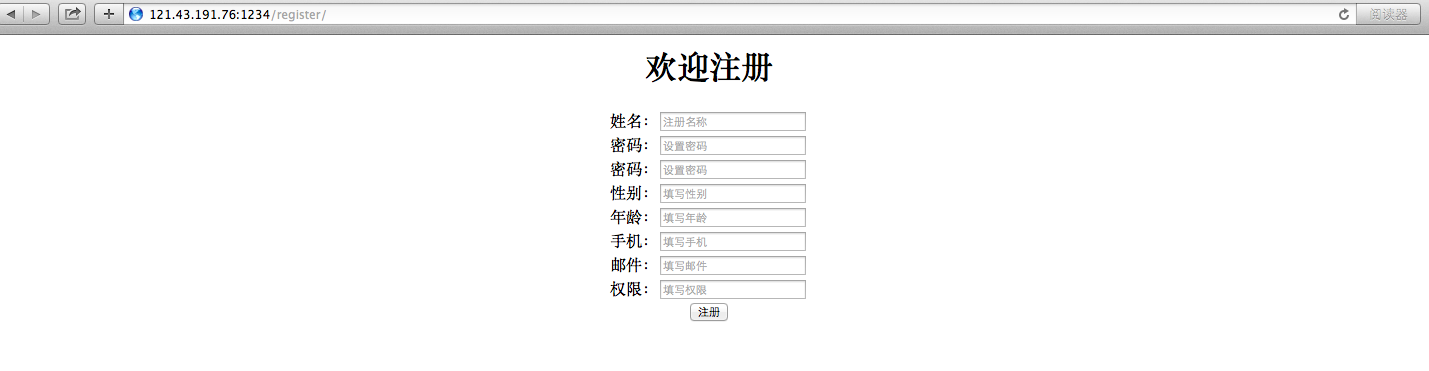 121.43.191.76:1234/register/
阅读器
欢迎注册
姓名： 注册名称
密码： 设置密码
密码： 设置密码
性别： 填写性别
年龄： 填写年龄
手机： 填写手机
邮件： 填写邮件
权限： 填写权限
注册